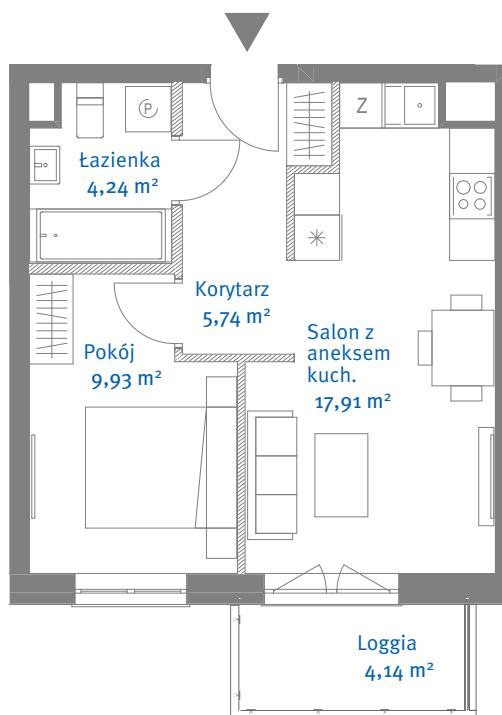 P
Z
Łazienka
4,24 m²
Korytarz
5,74 m²
Salon z
aneksem
kuch.
17,91 m²
Pokój
9,93 m²
Loggia
4,14 m²